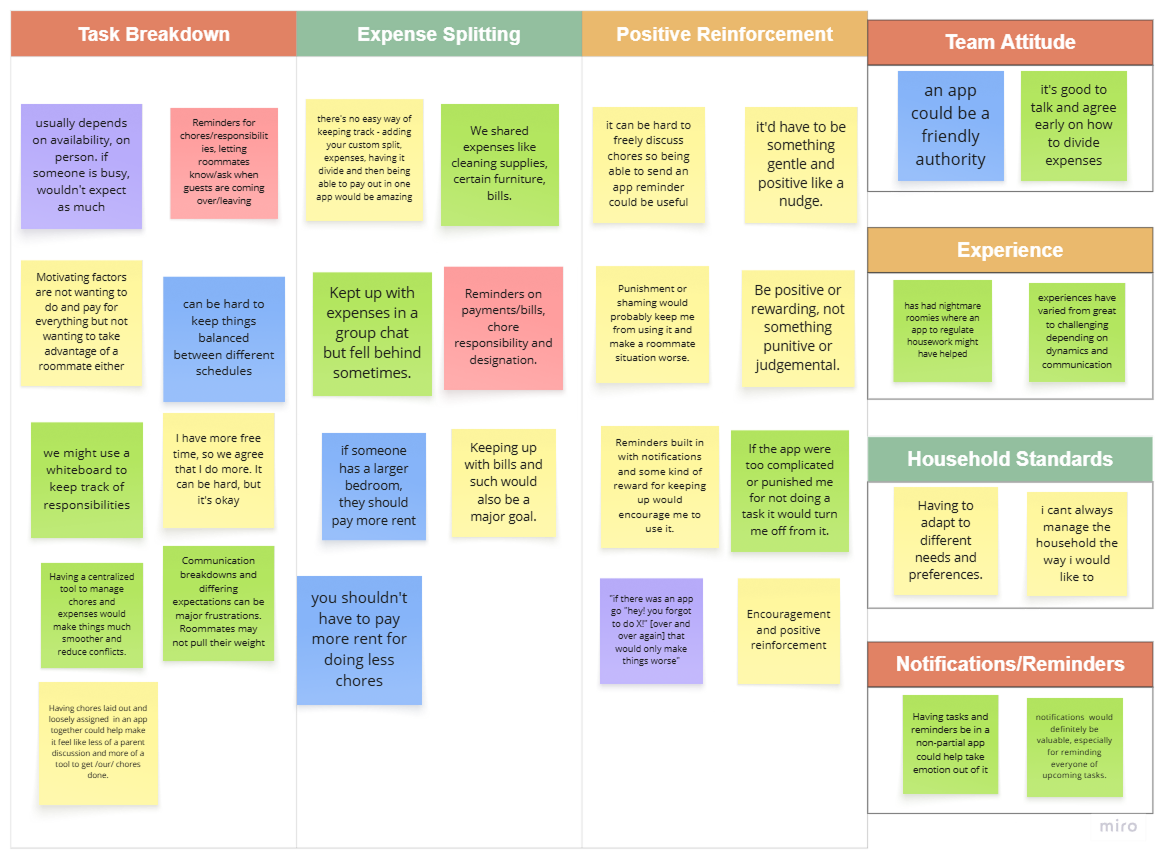 Task Breakdown
usually depends
on availability, on
person. if
someone is busy,
wouldn't expect
as much
Reminders for
chores/responsibilit
ies, letting
roommates
know/ask when
guests are coming
over/leaving
Motivating factors
are not wanting to
do and pay for
everything but not
wanting to take
advantage of a
roommate either
can be hard to
keep things
balanced
between different
schedules
we might use a
whiteboard to
keep track of
responsibilities
I have more free
time, so we agree
that I do more. It
can be hard, but
it's okay
Having a centralized
tool to manage
chores and
expenses would
make things much
smoother and
reduce conflicts.
Communication
breakdowns and
differing
expectations can be
major frustrations.
Roommates may
not pull their weight
Having chores laid out and
loosely assigned in an app
together could help make
it feel like less of a parent
discussion and more of a
tool to get /our/ chores
done.
Expense Splitting
there's no easy way of
keeping track - adding
your custom split,
expenses, having it
divide and then being
able to pay out in one
app would be amazing
We shared
expenses like
cleaning supplies,
certain furniture,
bills.
Kept up with
expenses in a
group chat
but fell behind
sometimes.
Reminders on
payments/bills,
chore
responsibility and
designation.
if someone
has a larger
bedroom,
they should
pay more rent
Keeping up
with bills and
such would
also be a
major goal.
you shouldn't
have to pay
more rent for
doing less
chores
Positive Reinforcement
it can be hard to
freely discuss
chores so being
able to send an
app reminder
could be useful
it'd have to be
something
gentle and
positive like a
nudge.
Punishment or
shaming would
probably keep me
from using it and
make a roommate
situation worse.
Be positive or
rewarding, not
something
punitive or
judgemental.
Reminders built in
with notifications
and some kind of
reward for keeping
up would
encourage me to
use it.
If the app were
too complicated
or punished me
for not doing a
task it would turn
me off from it.
"if there was an app
go "hey! you forgot
to do X!" [over and
over again] that
would only make
things worse"
Encouragement
and positive
reinforcement
Team Attitude
an app
could be a
friendly
authority
it's good to
talk and agree
early on how
to divide
expenses
Experience
has had nightmare
roomies where an
app to regulate
housework might
have helped
experiences have
varied from great
to challenging
depending on
dynamics and
communication
Household Standards
Having to
adapt to
different
needs and
preferences.
i cant always
manage the
household the
way i would
like to
Notifications/Reminders
Having tasks and
reminders be in a
non-partial app
could help take
emotion out of it
notifications would
definitely be
valuable, especially
for reminding
everyone of
upcoming tasks.
miro